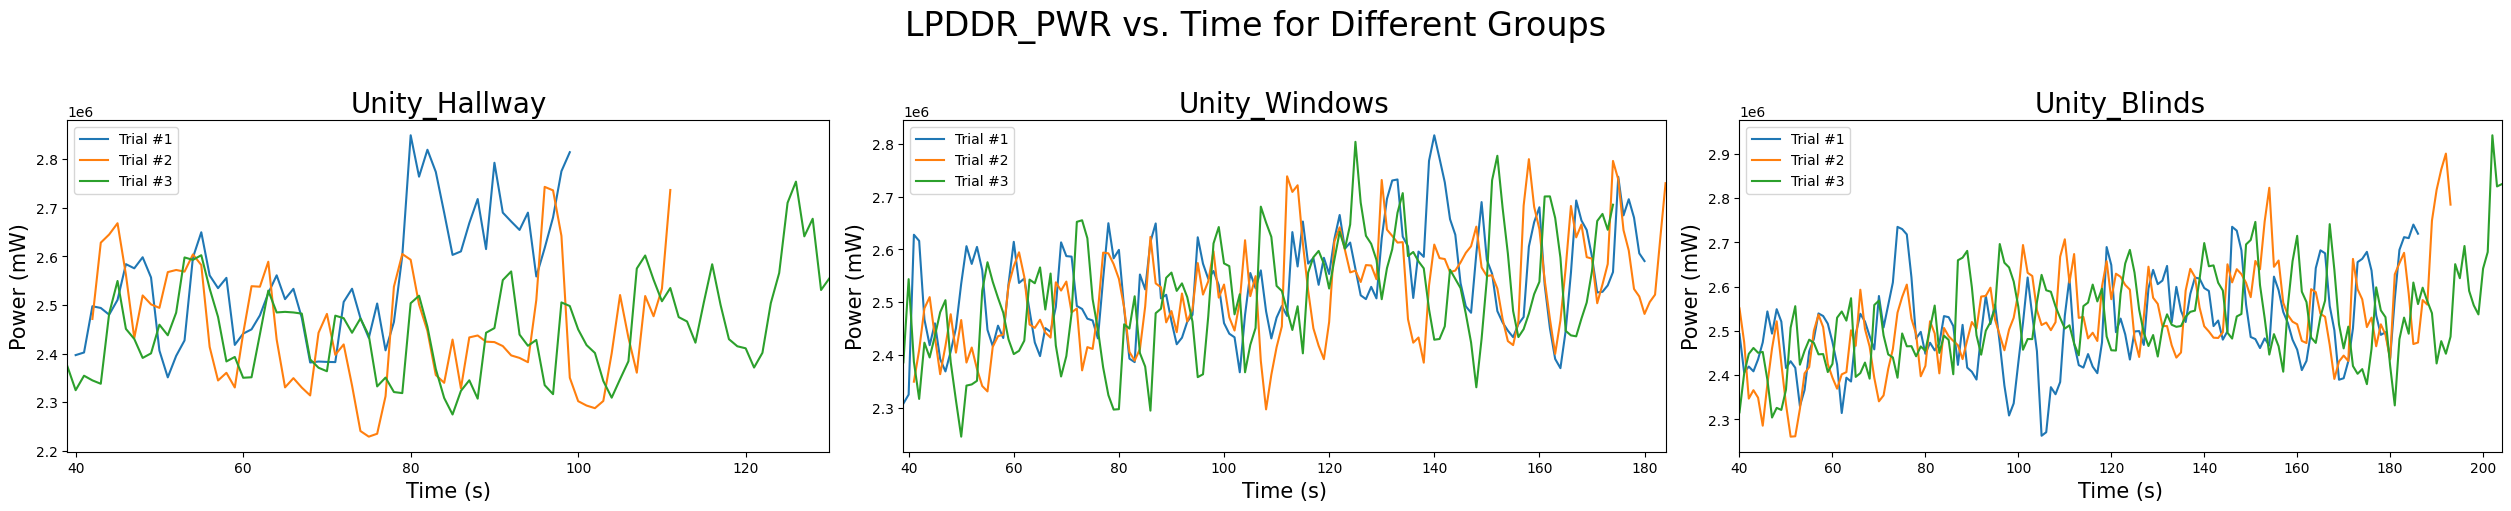 LPDDR_PWR vs. Time for Different Groups
Unity_Hallway
1e6
Trial #1
Trial #2
Trial #3
Power (mW)
2.8
2.7
2.6
2.5
2.4
2.3
2.2
40 60 80 100 120
Time (s)
Unity_Windows
1e6
Trial #1
Trial #2
Trial #3
Power (mW)
2.8
2.7
2.6
2.5
2.4
2.3
40 60 80 100 120 140 160 180
Time (s)
Unity_Blinds
1e6
Trial #1
Trial #2
Trial #3
Power (mW)
2.9
2.8
2.7
2.6
2.5
2.4
2.3
40 60 80 100 120 140 160 180 200
Time (s)